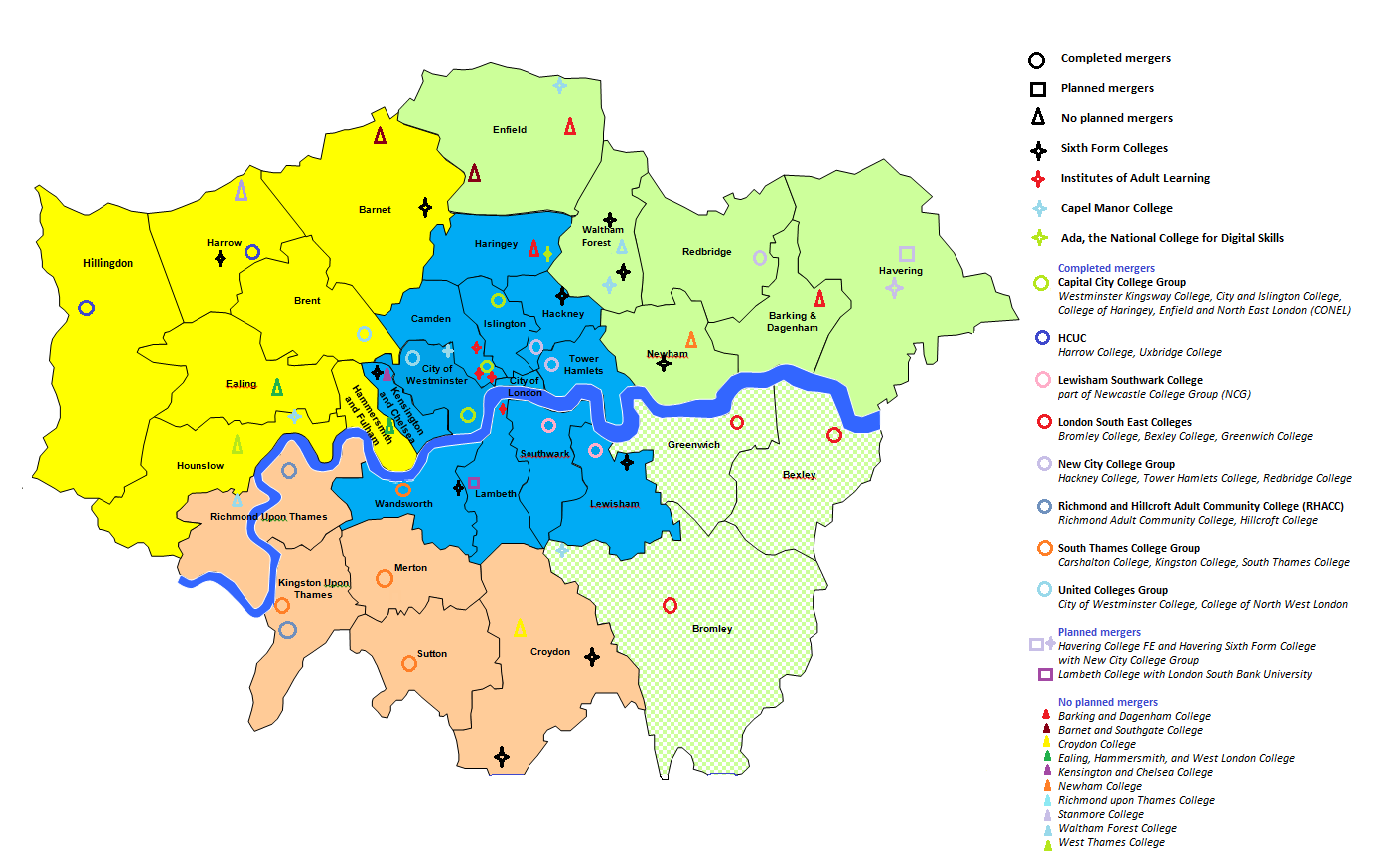 Enfield
Barnet
Haringey
Waltham
Forest
Redbridge
Havering
Harrow
Hillingdon
Brent
Camden
Islington
Hackney
Barking &
Dagenham
Newham
Tower
Hamlets
City of
Westminster
City of
London
Ealing
Hammersmith
and Fulham
Kensington
and Chelsea
Hounslow
Greenwich
Southwark
Bexley
Wandsworth
Lambeth
Lewisham
Richmond Upon Thames
Merton
Kingston Upon
Thames
Sutton
Croydon
Bromley
Completed mergers
Planned mergers
No planned mergers
Sixth Form Colleges
Institutes of Adult Learning
Capel Manor College
Ada, the National College for Digital Skills
Completed mergers
Capital City College Group
Westminster Kingsway College, City and Islington College,
College of Haringey, Enfield and North East London (CONEL)
HCUC
Harrow College, Uxbridge College
Lewisham Southwark College
part of Newcastle College Group (NCG)
London South East Colleges
Bromley College, Bexley College, Greenwich College
New City College Group
Hackney College, Tower Hamlets College, Redbridge College
Richmond and Hillcroft Adult Community College (RHACC)
Richmond Adult Community College, Hillcroft College
South Thames College Group
Carshalton College, Kingston College, South Thames College
United Colleges Group
City of Westminster College, College of North West London
Planned mergers
Havering College FE and Havering Sixth Form College
with New City College Group
Lambeth College with London South Bank University
No planned mergers
Barking and Dagenham College
Barnet and Southgate College
Croydon College
Ealing, Hammersmith, and West London College
Kensington and Chelsea College
Newham College
Richmond upon Thames College
Stanmore College
Waltham Forest College
West Thames College